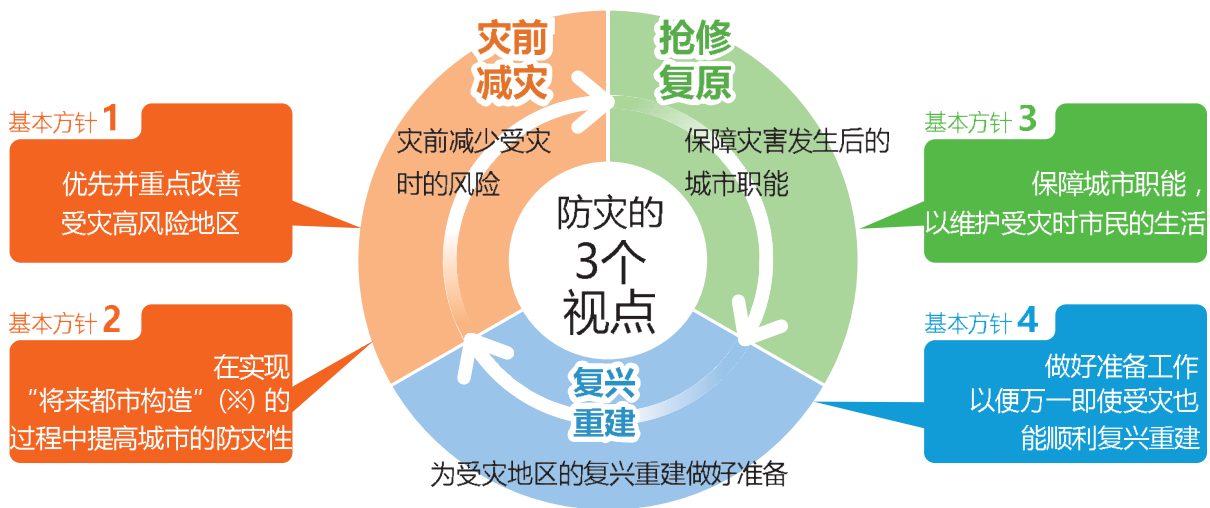 灾前
减灾
抢修
复原
基本方针 1
优先并重点改善
受灾高风险地区
灾前减少受灾
时的风险
保障灾害发生后的
城市职能
基本方针 3
保障城市职能，
以维护受灾时市民的生活
防灾的
3个
视点
基本方针 2
在实现
“将来都市构造”(※) 的
过程中提高城市的防灾性
复兴
重建
为受灾地区的复兴重建做好准备
基本方针 4
做好准备工作
以便万一即使受灾也
能顺利复兴重建